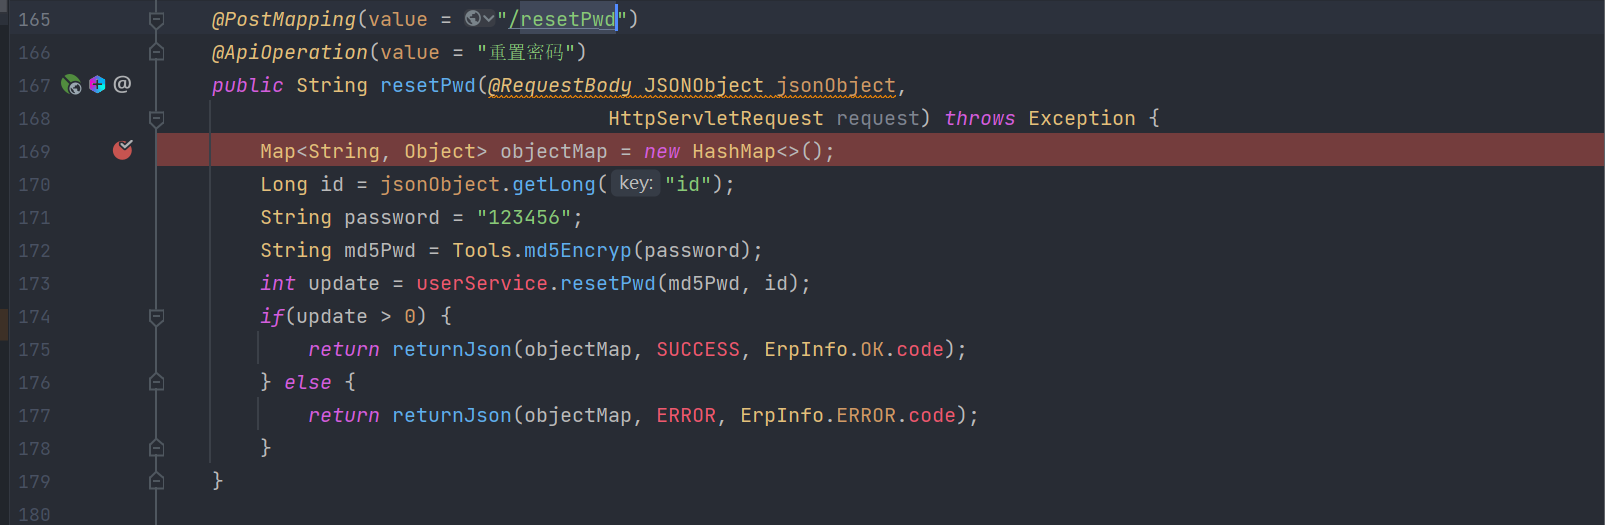 165 @PostMapping(value = "/resetPwd")
166 @ApiOperation(value = "重置密码")
167 @ public String resetPwd(@RequestBody JSONObject jsonObject,
168 HttpServletRequest request) throws Exception {
169 Map<String, Object> objectMap = new HashMap<>();
170 Long id = jsonObject.getLong( key: "id");
171 String password = "123456";
172 String md5Pwd = Tools.md5Encryp(password);
173 int update = userService.resetPwd(md5Pwd, id);
174 if(update > 0) {
175 return returnJson(objectMap, SUCCESS, ErpInfo.OK.code);
176 } else {
177 return returnJson(objectMap, ERROR, ErpInfo.ERROR.code);
178 }
179 }
180